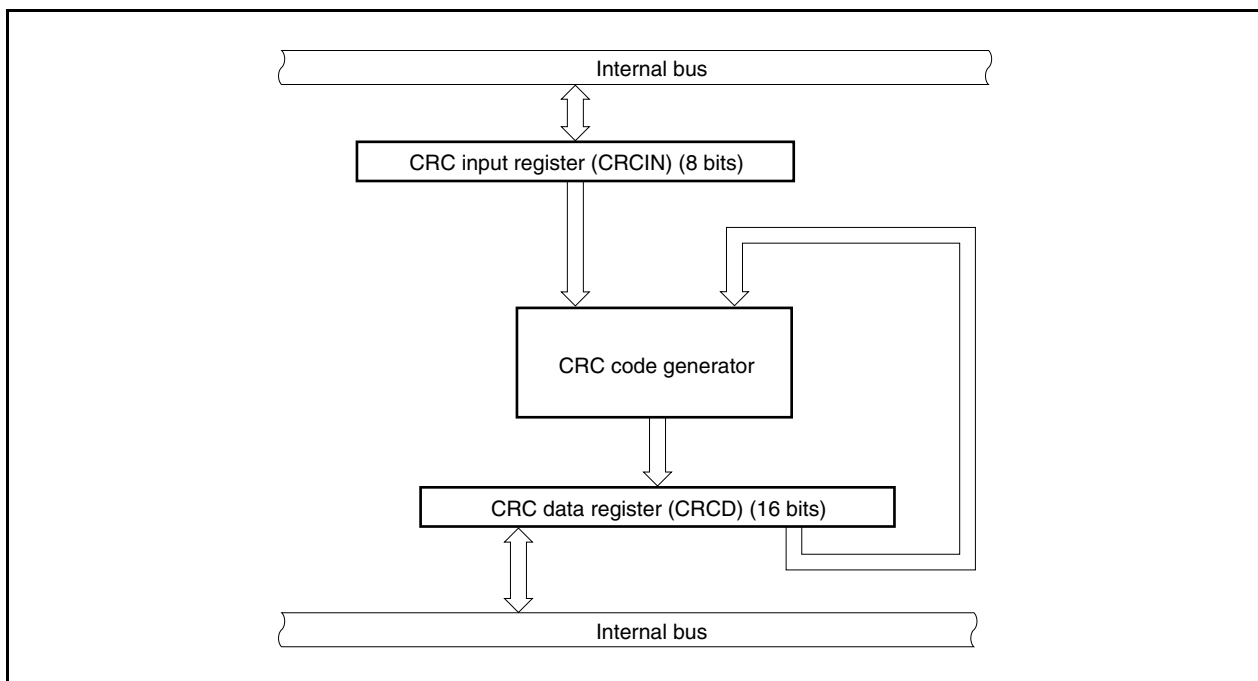 Internal bus
CRC input register (CRCIN) (8 bits)
CRC code generator
CRC data register (CRCD) (16 bits)
Internal bus